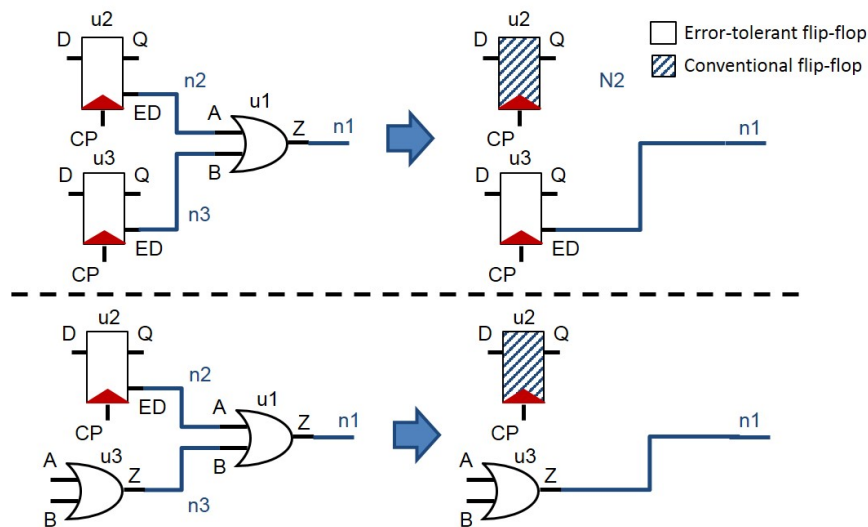 u2
D Q
n2
ED
u1
A
Z
n1
B
CP
u3
D Q
n3
ED
CP
u2
D Q
N2
CP
u3
n1
D Q
ED
CP
Error-tolerant flip-flop
Conventional flip-flop
u2
D Q
n2
ED
u1
A
Z
n1
B
CP
u3
A
Z
B
n3
u2
D Q
n1
CP
A
u3
Z
B